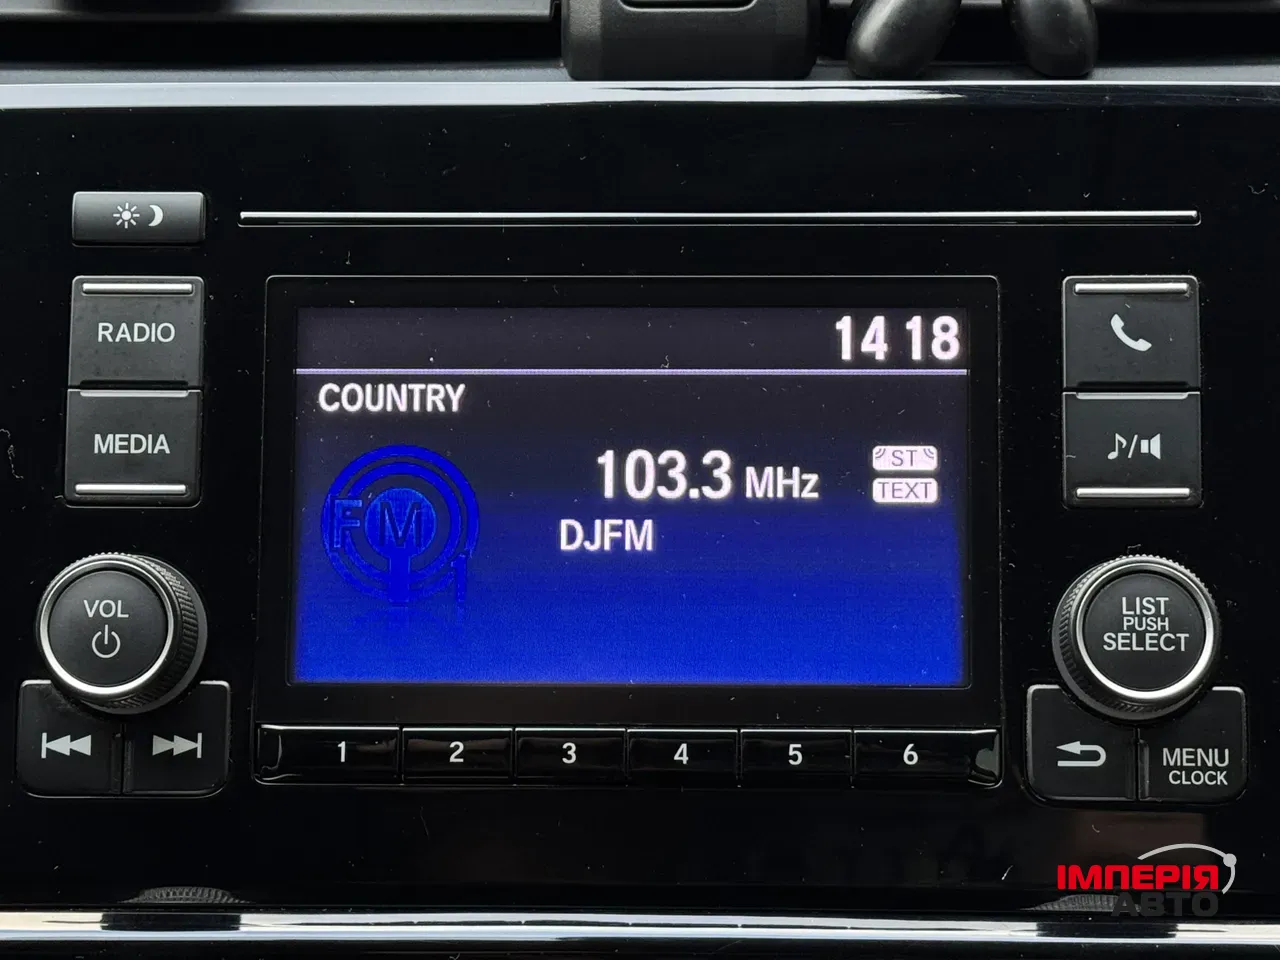 14 18
COUNTRY
103.3 MHz
ST
TEXT
DJFM
FM
RADIO
MEDIA
VOL
1 2 3 4 5 6
LIST
PUSH
SELECT
MENU
CLOCK
ІМПЕРІЯ
АВТО